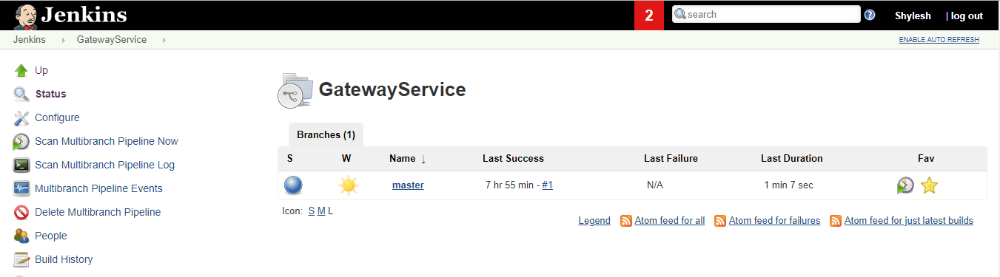 Jenkins 2 search Shylesh | log out
Jenkins GatewayService ENABLE AUTO REFRESH
Up
Status
Configure
Scan Multibranch Pipeline Now
Scan Multibranch Pipeline Log
Multibranch Pipeline Events
Delete Multibranch Pipeline
People
Build History
GatewayService
Branches (1)
S W Name ↓ Last Success Last Failure Last Duration Fav
master 7 hr 55 min - #1 N/A 1 min 7 sec
Icon: S M L
Legend Atom feed for all Atom feed for failures Atom feed for just latest builds